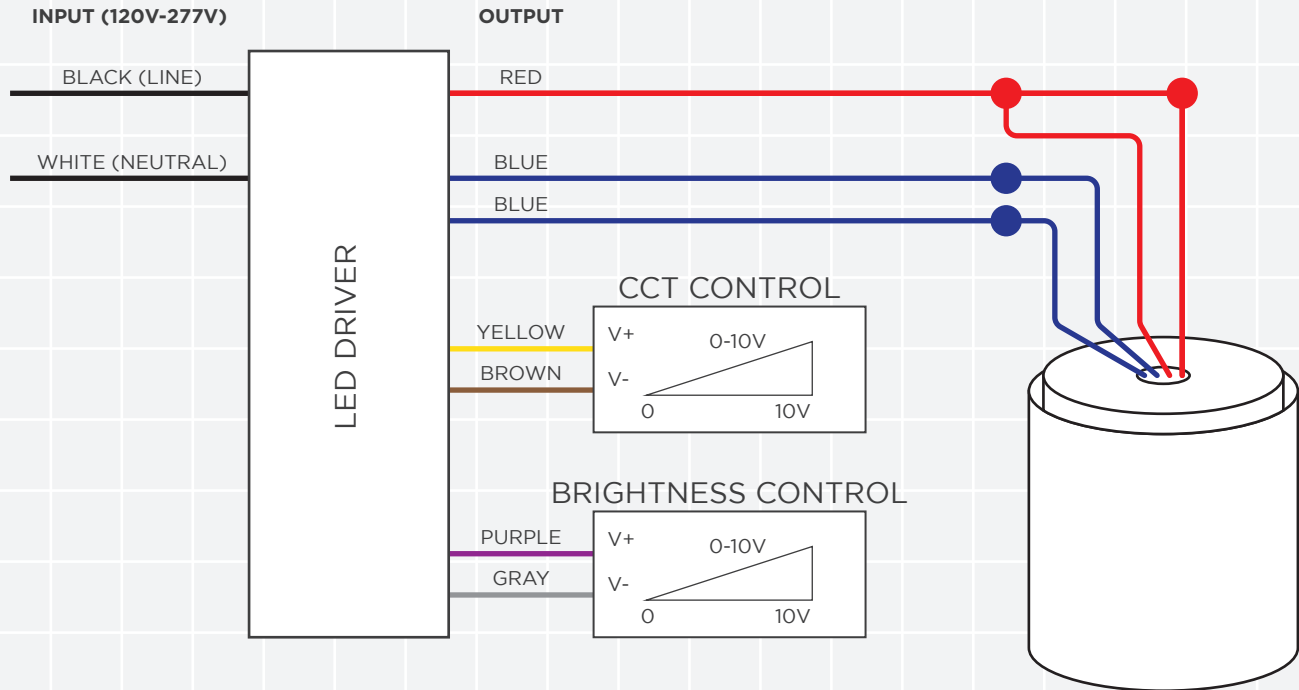 INPUT (120V-277V)
OUTPUT
BLACK (LINE)
RED
WHITE (NEUTRAL)
BLUE
BLUE
LED DRIVER
CCT CONTROL
YELLOW
V+
0-10V
BROWN
V-
0
10V
BRIGHTNESS CONTROL
PURPLE
V+
0-10V
GRAY
V-
0
10V